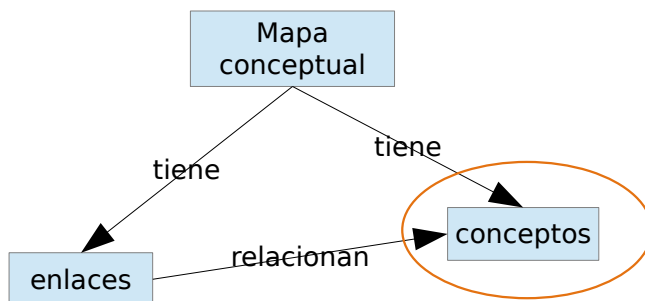 Mapa
conceptual
tiene
tiene
relacionan
conceptos
enlaces